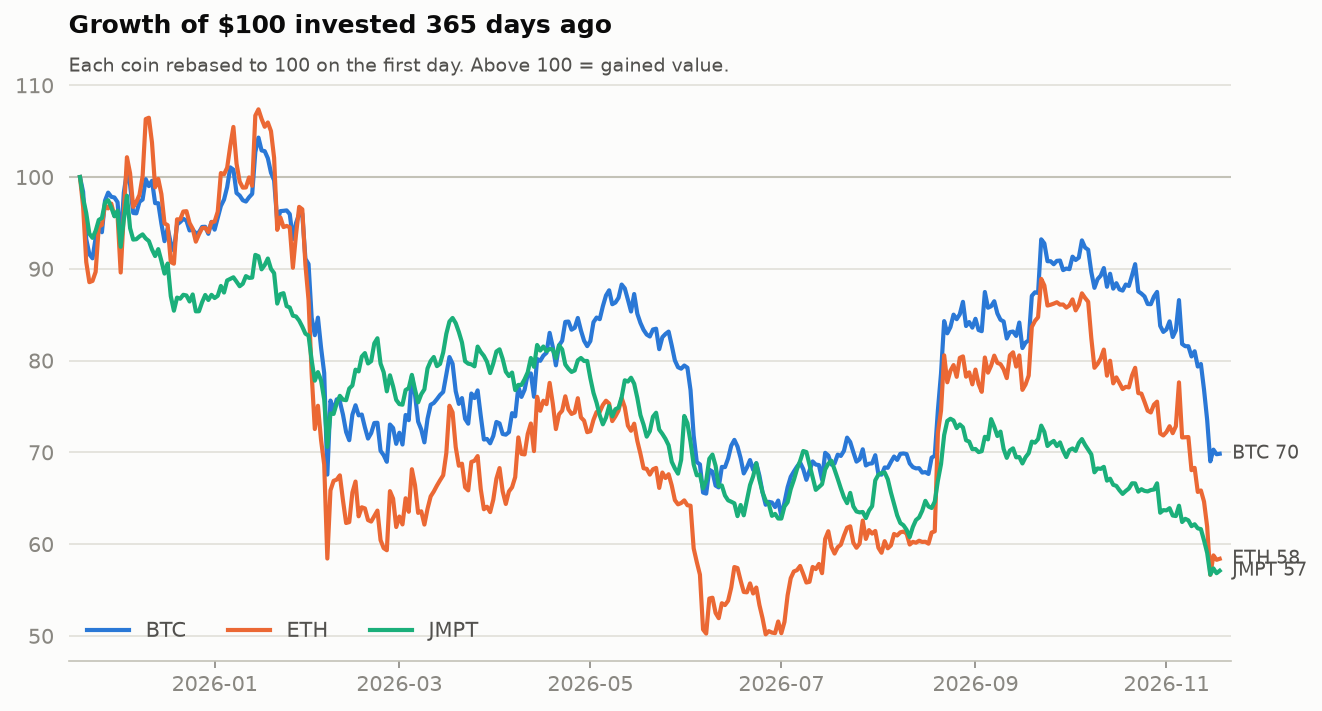 Growth of $100 invested 365 days ago
Each coin rebased to 100 on the first day. Above 100 = gained value.
110
100
90
80
70
60
50
BTC 70
ETH 58
JMPT 57
BTC ETH JMPT
2026-01 2026-03 2026-05 2026-07 2026-09 2026-11